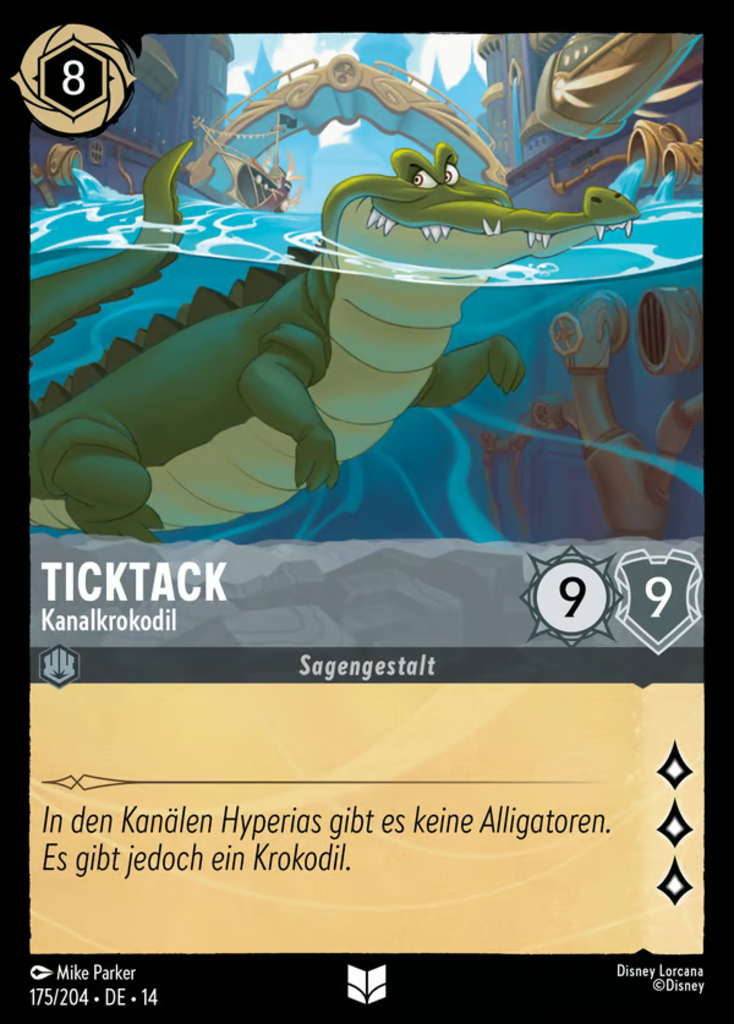 8
TICKTACK
Kanalkrokodil
9 9
Sagengestalt
In den Kanälen Hyperias gibt es keine Alligatoren.
Es gibt jedoch ein Krokodil.
Mike Parker
175/204 • DE • 14
Disney Lorcana
©Disney